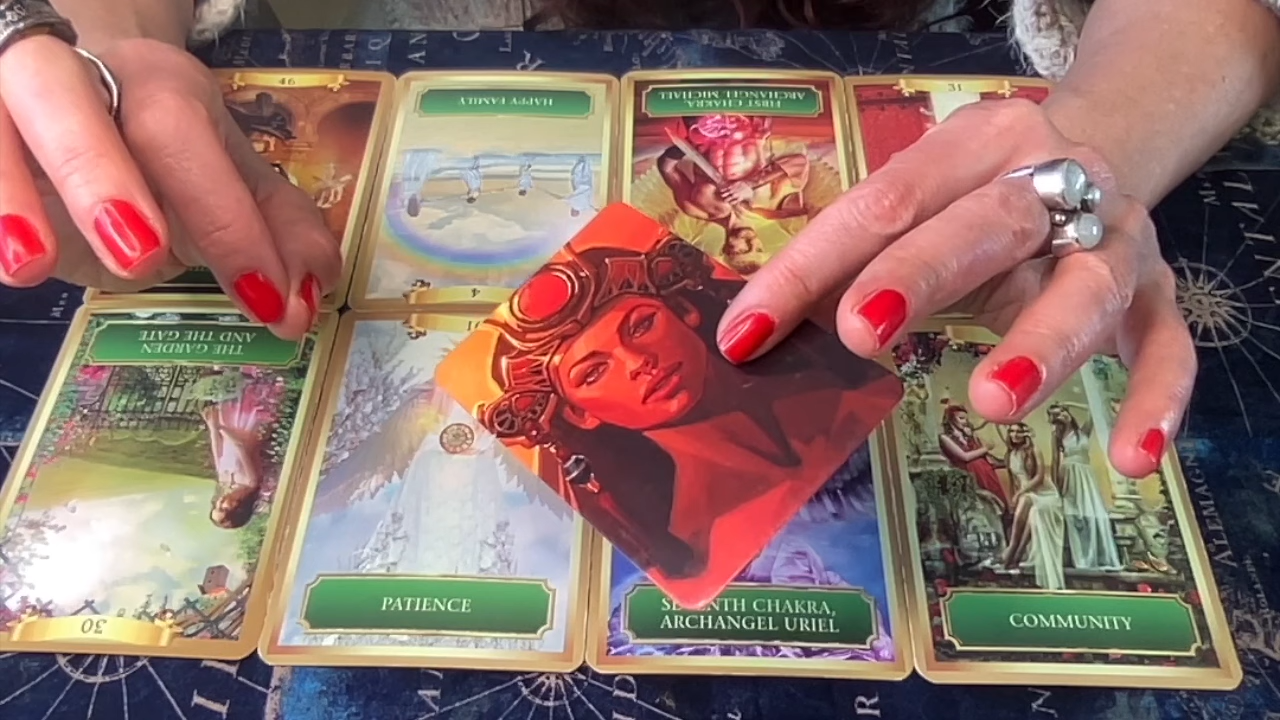 46
HAPPY FAMILY
4
FIRST CHAKRA,
ARCHANGEL MICHAEL
31
THE GARDEN
AND THE GATE
30
PATIENCE
SEVENTH CHAKRA,
ARCHANGEL URIEL
COMMUNITY
ALEMAGN